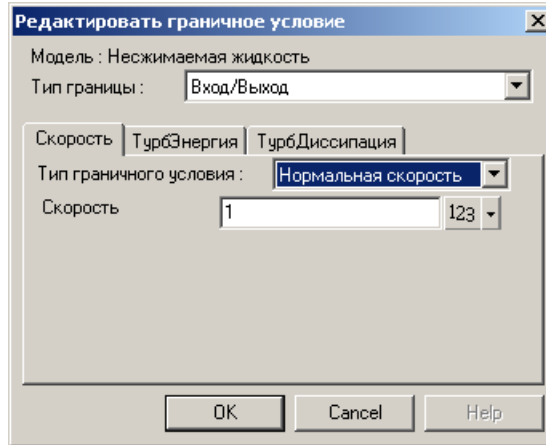 Редактировать граничное условие
Модель : Несжимаемая жидкость
Тип границы : Вход/Выход
Скорость ТурбЭнергия ТурбДиссипация
Тип граничного условия : Нормальная скорость
Скорость 1 123
OK Cancel Help